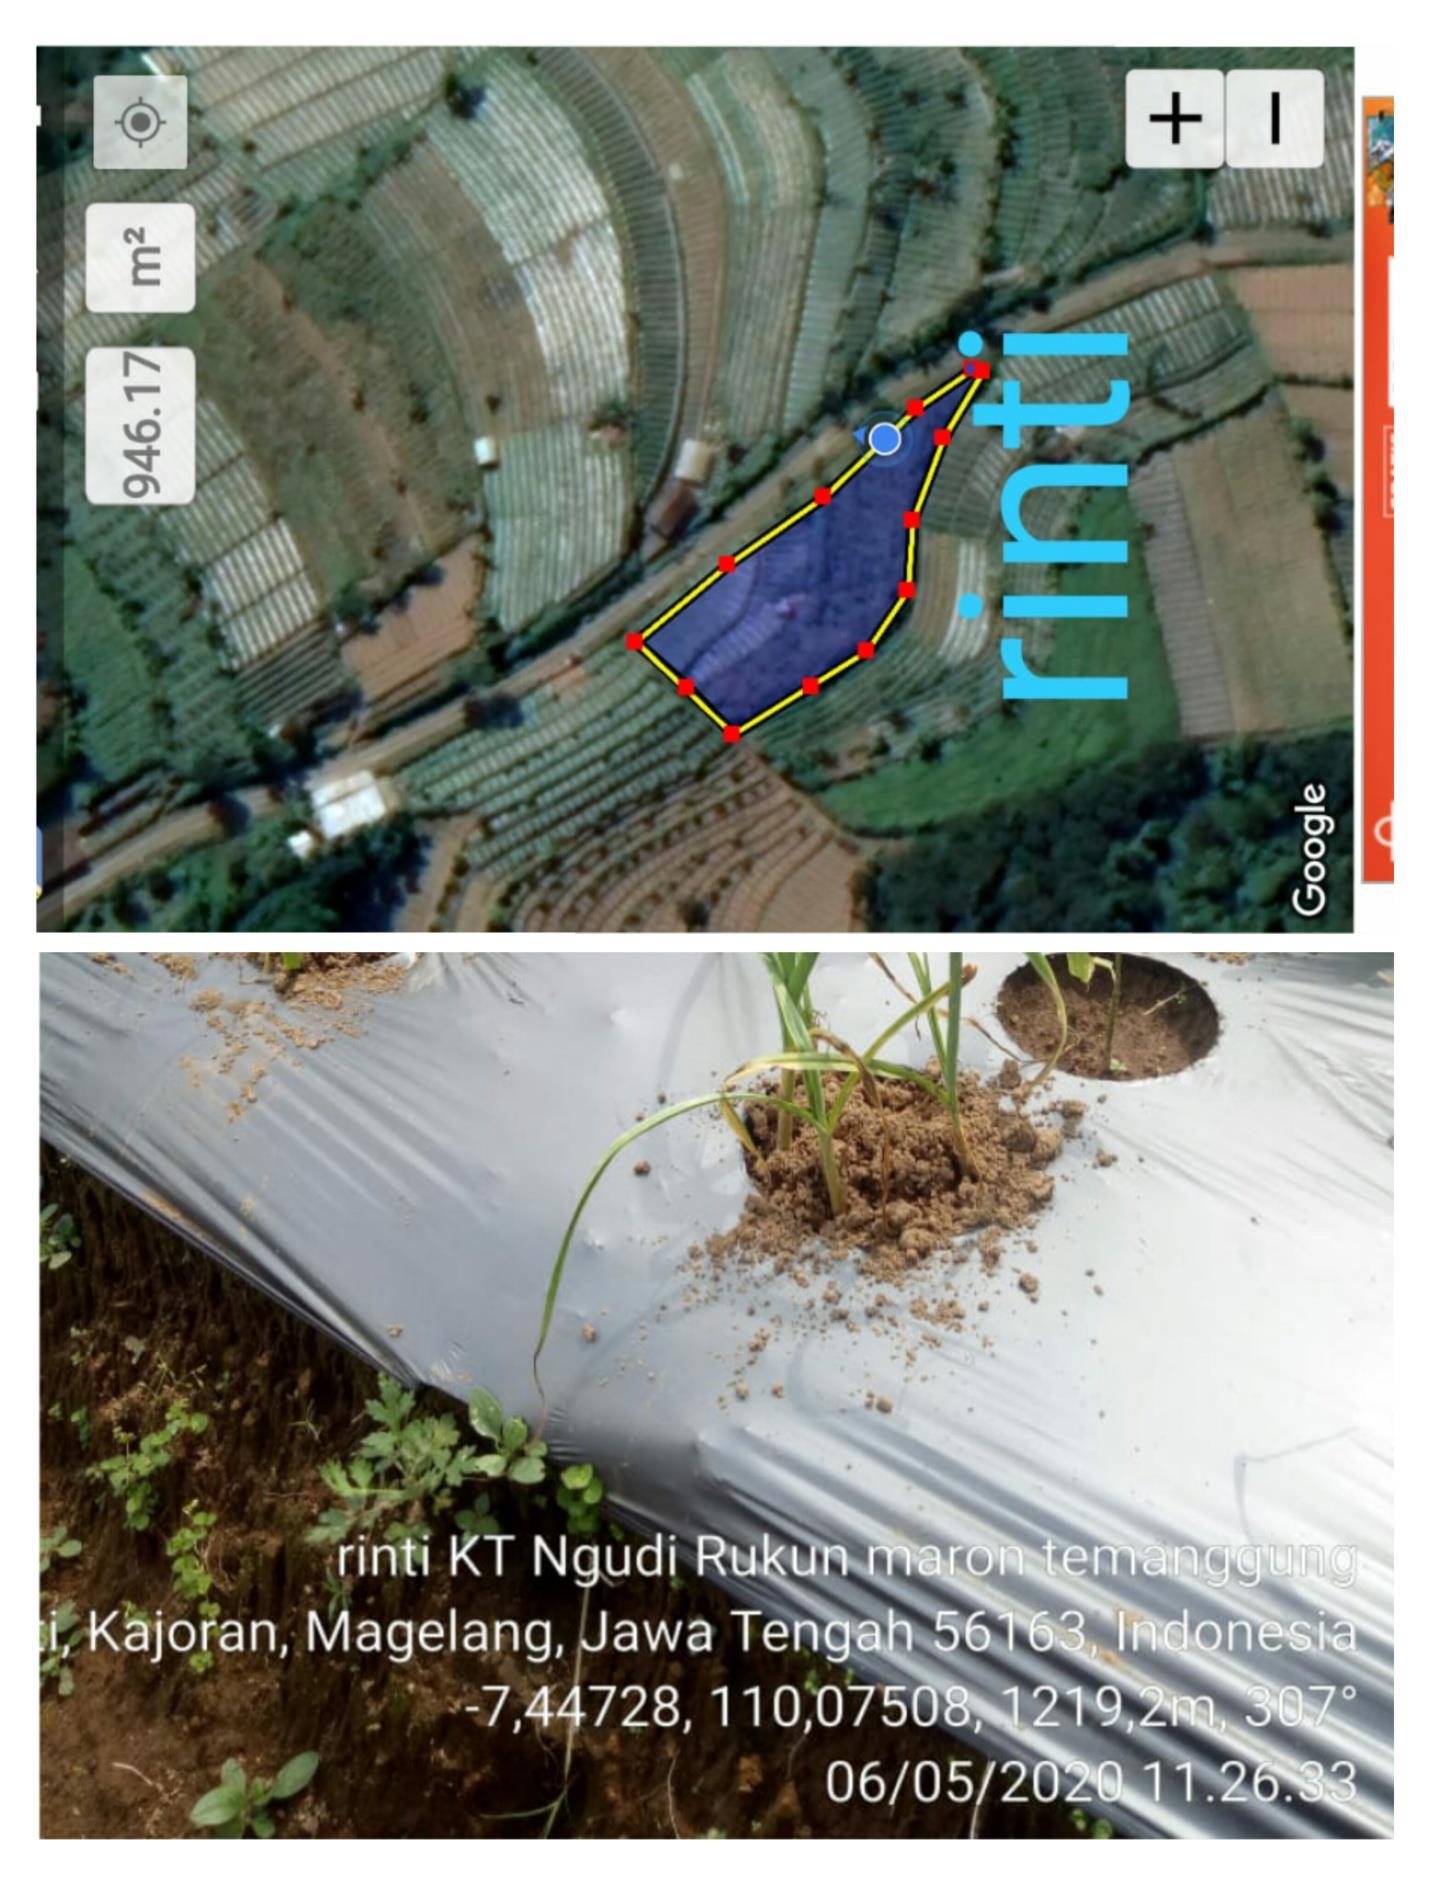 946.17
m²
+
−
rinti
Google
rinti KT Ngudi Rukun maron temanggung
i, Kajoran, Magelang, Jawa Tengah 56163, Indonesia
-7,44728, 110,07508, 1219,2m, 307°
06/05/2020 11.26.33